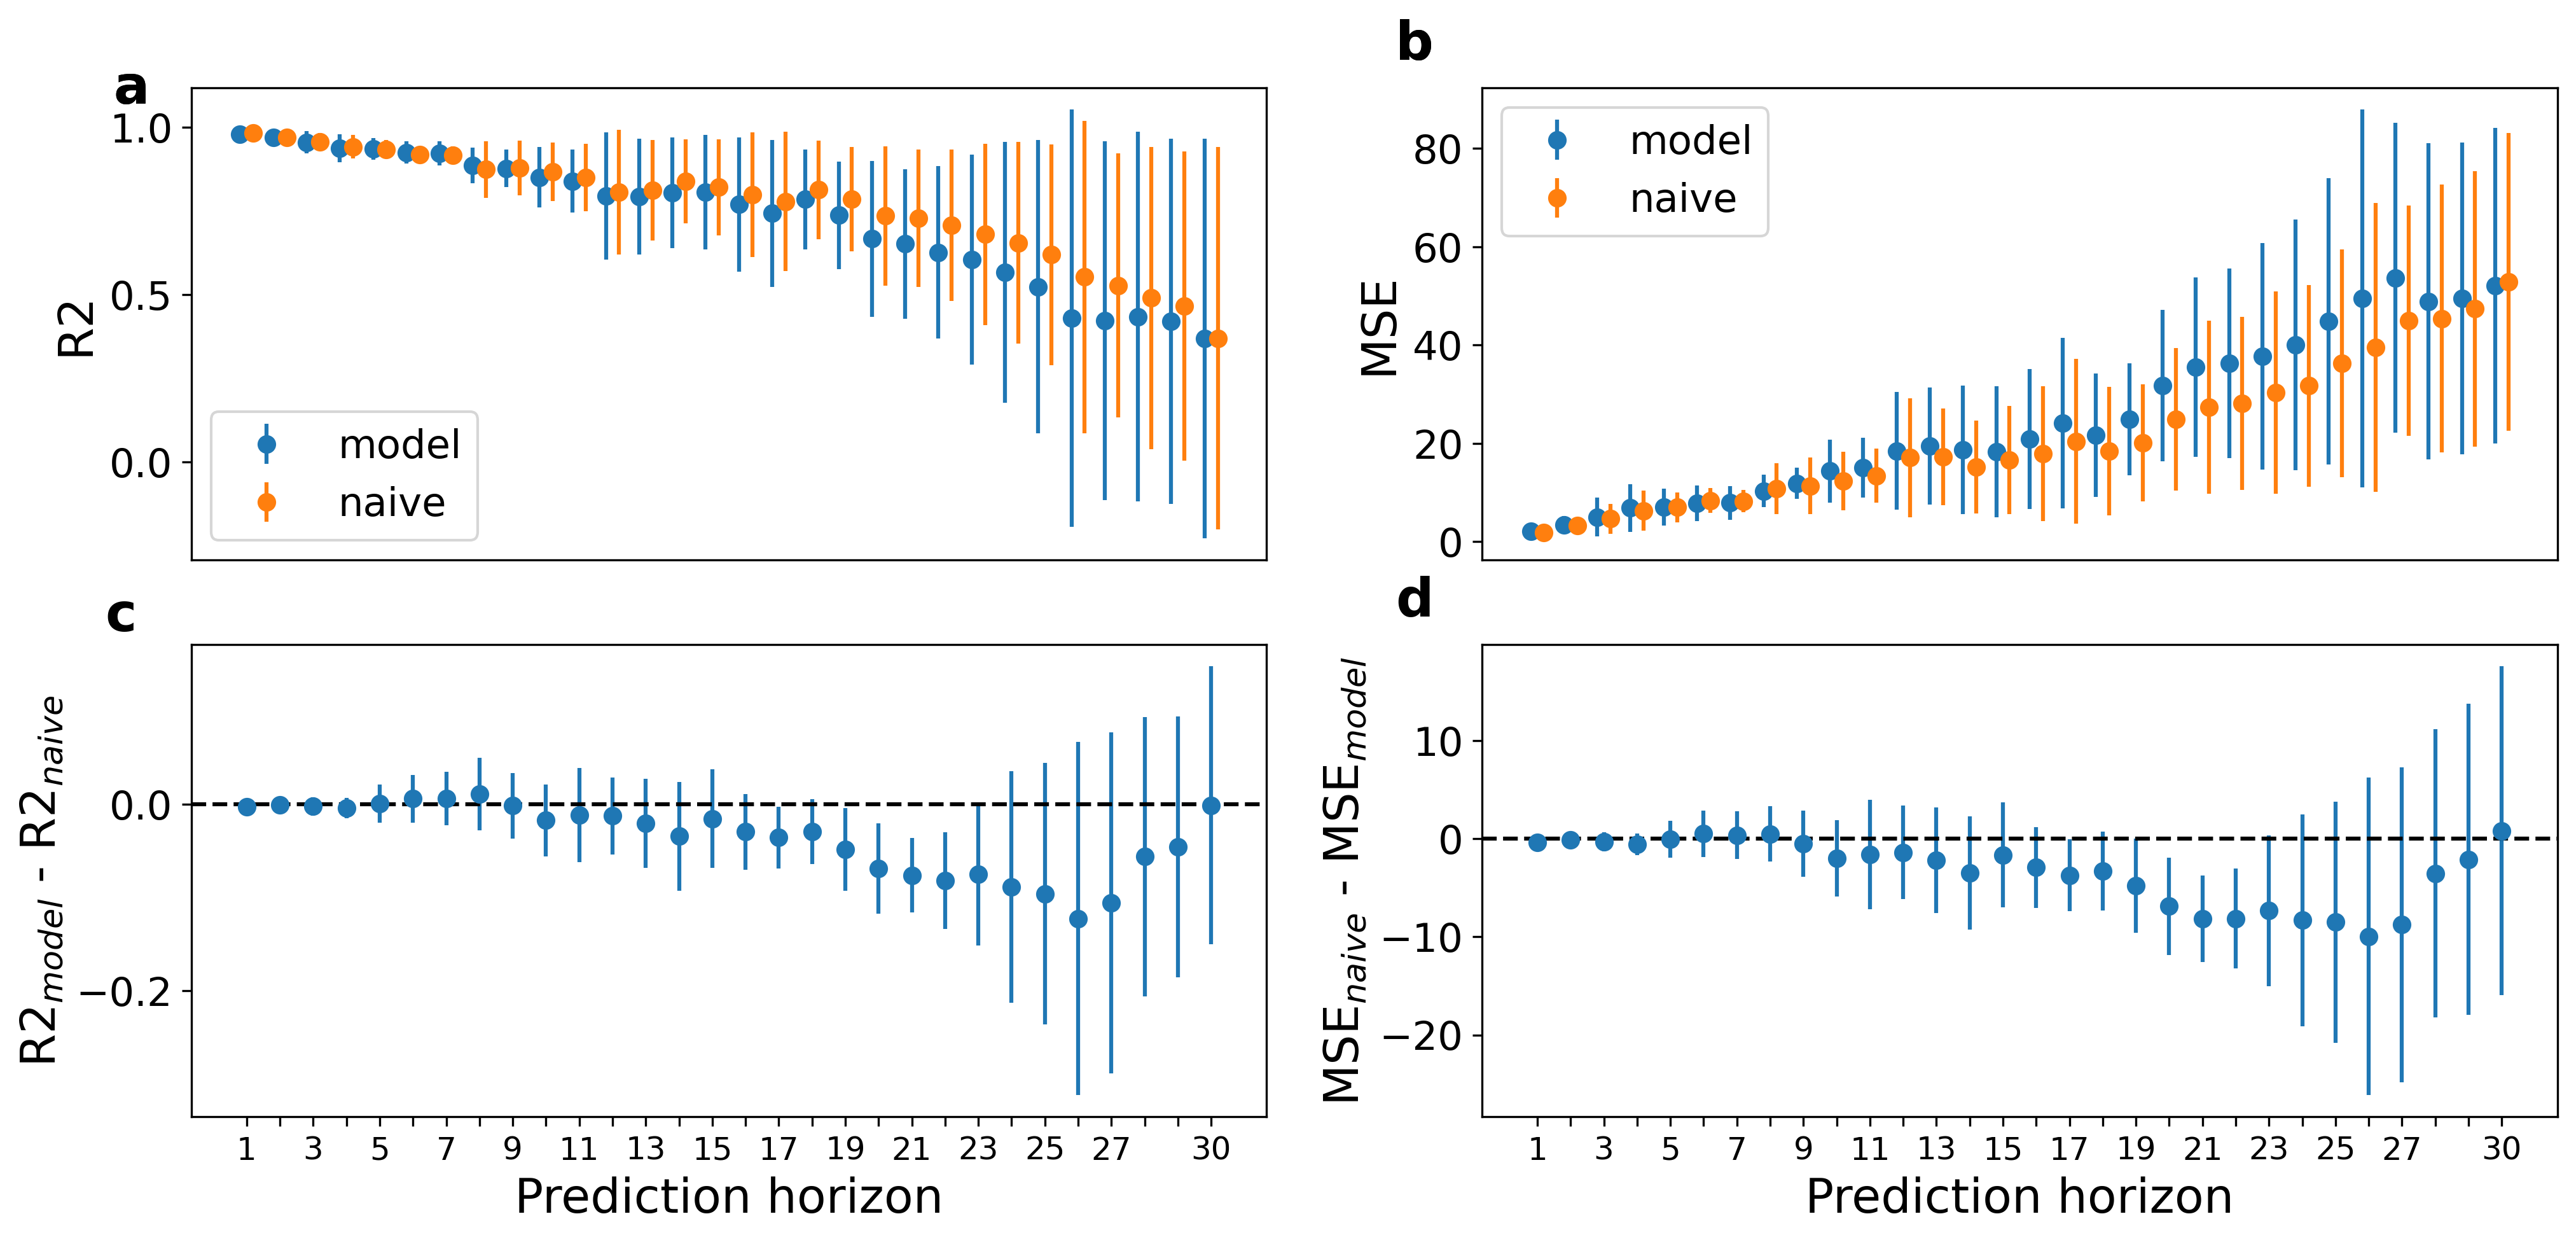 a
1.0
0.5
0.0
R2
model
naive
b
80
60
40
20
0
MSE
model
naive
c
0.0
−0.2
R2model - R2naive
1 3 5 7 9 11 13 15 17 19 21 23 25 27 30
Prediction horizon
d
10
0
−10
−20
MSEnaive - MSEmodel
1 3 5 7 9 11 13 15 17 19 21 23 25 27 30
Prediction horizon